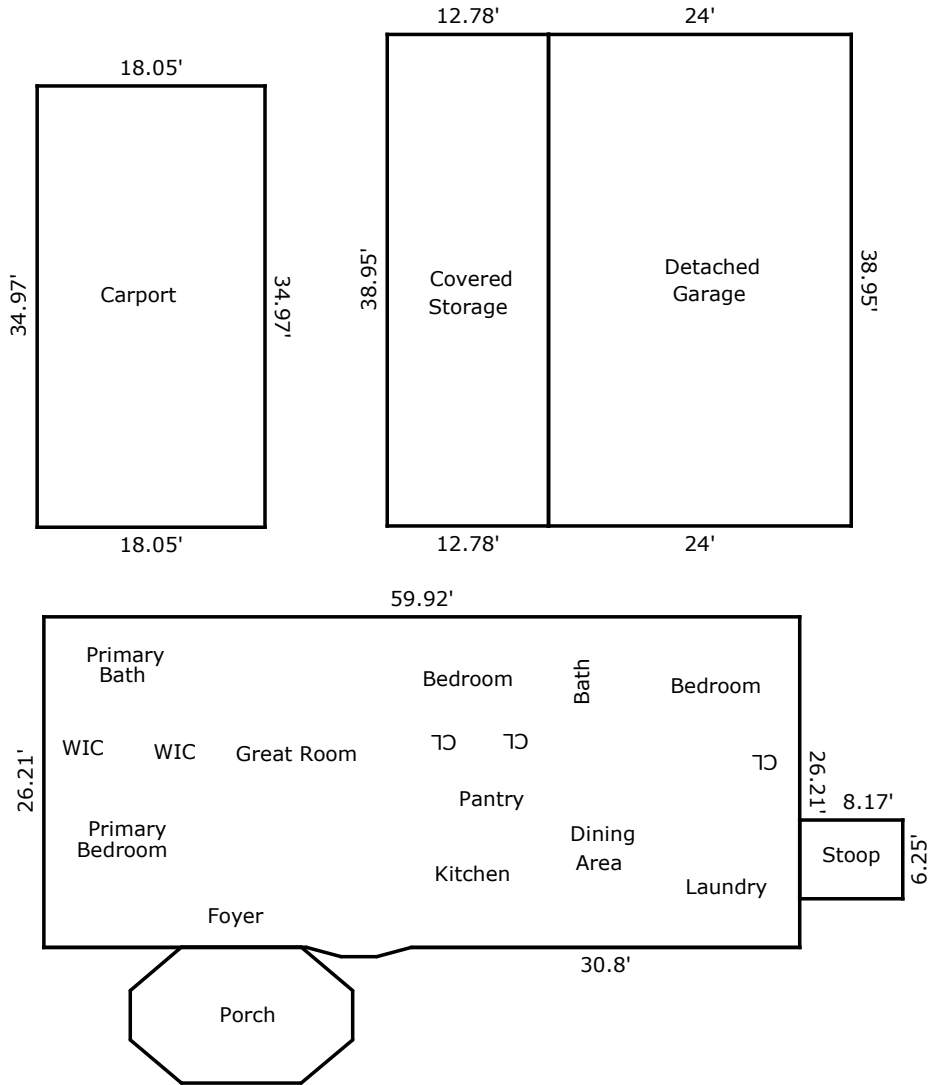 12.78'
24'
18.05'
34.97'
Carport
34.97'
38.95'
Covered
Storage
Detached
Garage
38.95'
18.05'
12.78'
24'
59.92'
Primary
Bath
Bedroom
Bath
Bedroom
WIC
WIC
Great Room
CL
CL
CL
26.21'
26.21'
Pantry
8.17'
Primary
Bedroom
Dining
Area
Stoop
6.25'
Kitchen
Laundry
Foyer
30.8'
Porch